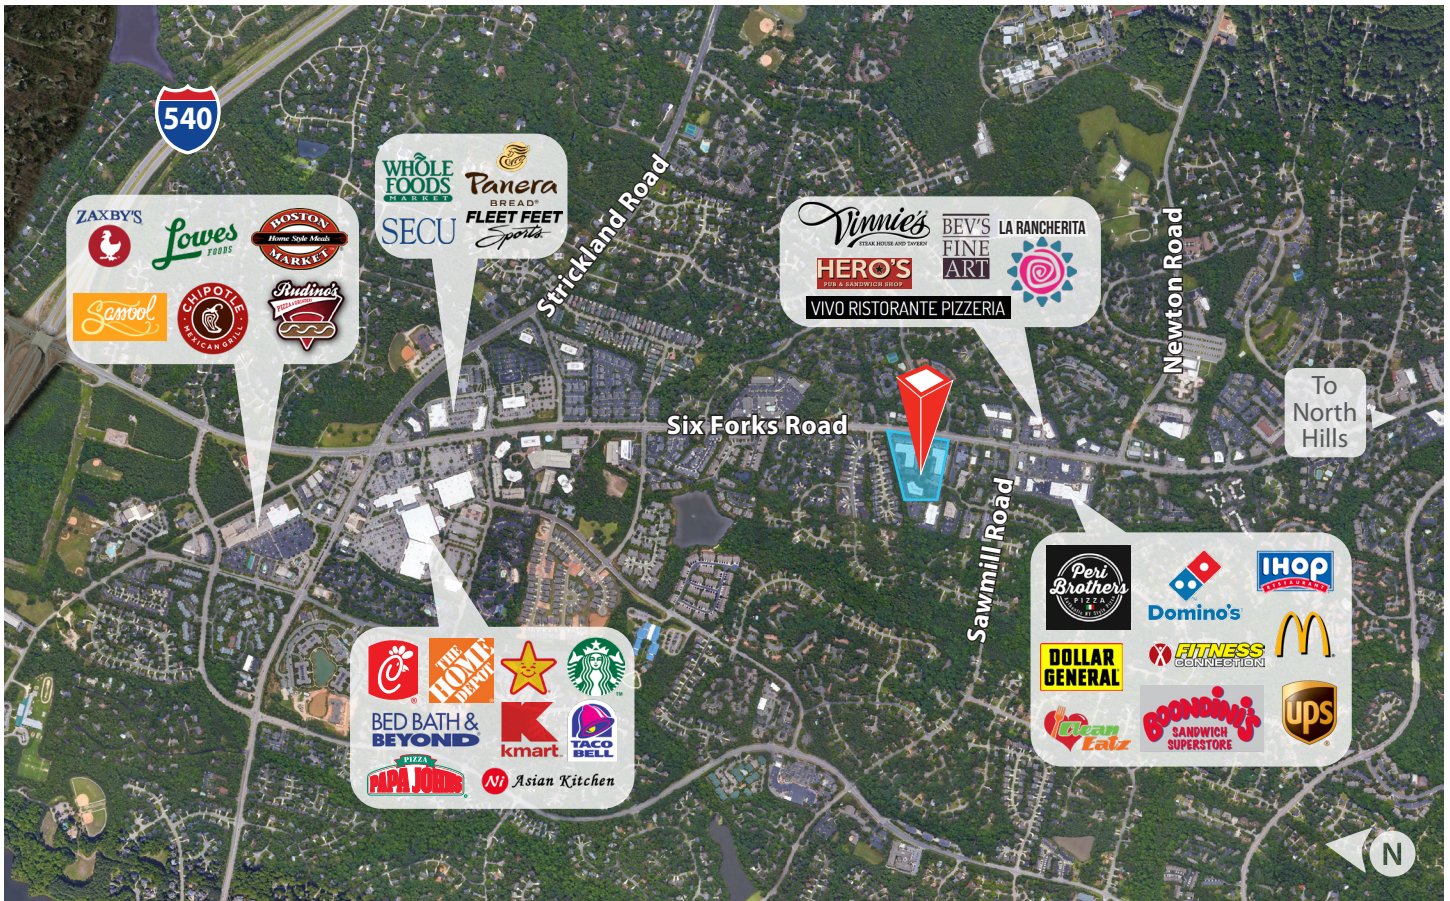 540
ZAXBY'S
Lowes
FOODS
BOSTON
Home Style Meals
MARKET
Sassool
CHIPOTLE
MEXICAN GRILL
Rudino's
PIZZA & GRINDERS
WHOLE
FOODS
MARKET
Panera
BREAD®
SECU
FLEET FEET
Sports.
Strickland Road
Vinnie's
STEAK HOUSE AND TAVERN
BEV'S
FINE
ART
LA RANCHERITA
HERO'S
PUB & SANDWICH SHOP
VIVO RISTORANTE PIZZERIA
Newton Road
To
North
Hills
Six Forks Road
Sawmill Road
Peri
Brothers
PIZZA
Domino's
IHOP
RESTAURANT
DOLLAR
GENERAL
FITNESS
CONNECTION
Clean
Eatz
BOONDINI'S
SANDWICH
SUPERSTORE
ups
®
®
THE
HOME
DEPOT
TM
BED BATH &
BEYOND
K
kmart
TACO
BELL
PIZZA
PAPA JOHN'S
Ni Asian Kitchen
N